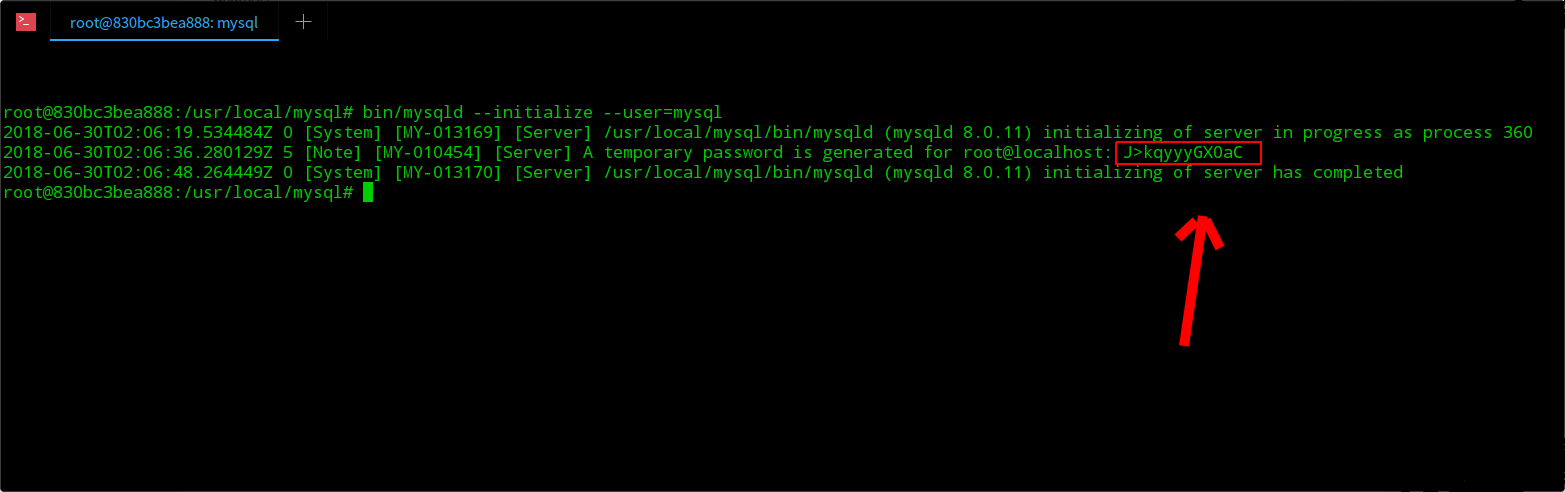 root@830bc3bea888: mysql
root@830bc3bea888:/usr/local/mysql# bin/mysqld --initialize --user=mysql
2018-06-30T02:06:19.534484Z 0 [System] [MY-013169] [Server] /usr/local/mysql/bin/mysqld (mysqld 8.0.11) initializing of server in progress as process 360
2018-06-30T02:06:36.280129Z 5 [Note] [MY-010454] [Server] A temporary password is generated for root@localhost: J>kqyyyGX0aC
2018-06-30T02:06:48.264449Z 0 [System] [MY-013170] [Server] /usr/local/mysql/bin/mysqld (mysqld 8.0.11) initializing of server has completed
root@830bc3bea888:/usr/local/mysql#